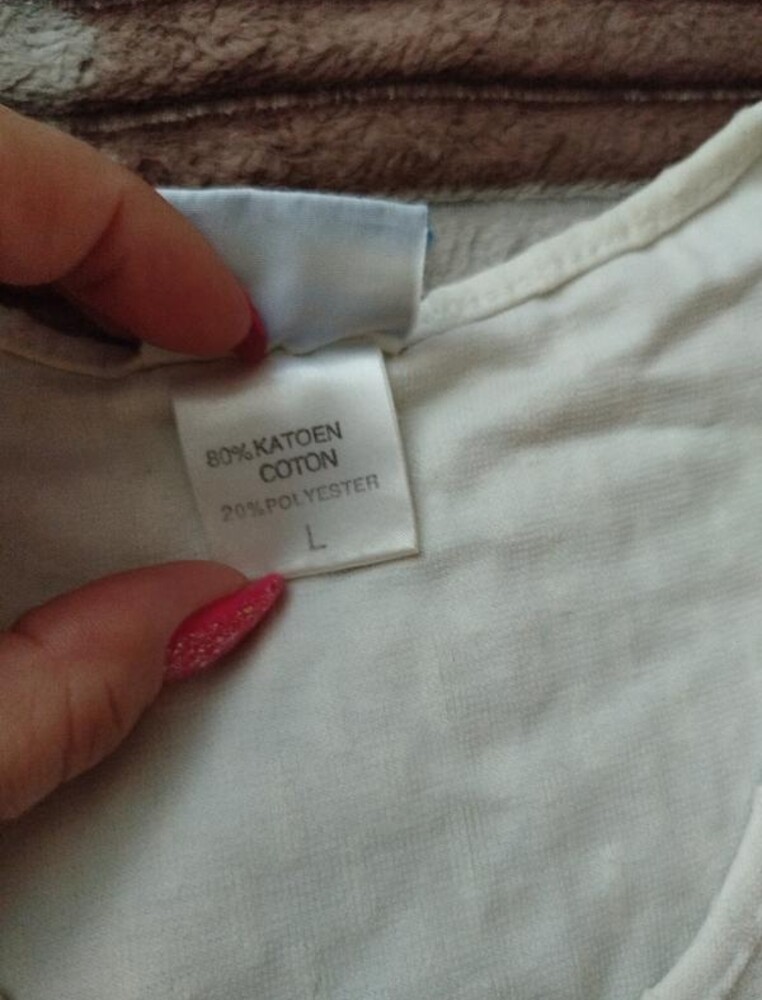 80% KATOEN
COTON
20% POLYESTER
L